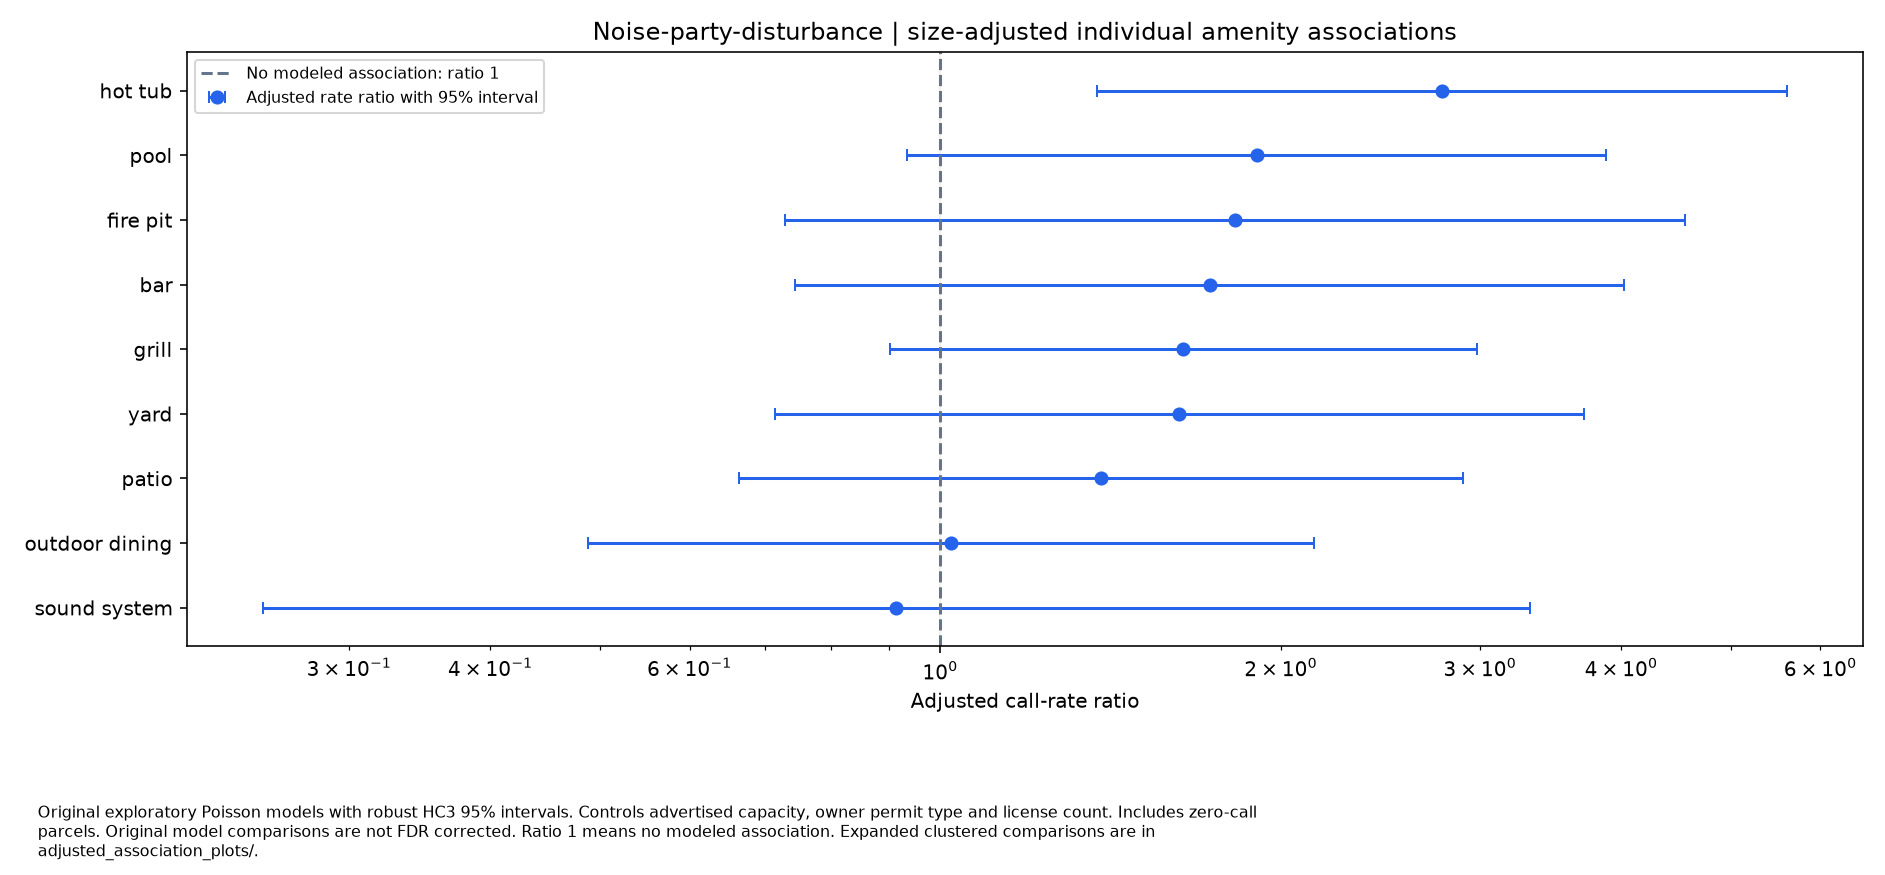 Noise-party-disturbance | size-adjusted individual amenity associations
No modeled association: ratio 1
Adjusted rate ratio with 95% interval
hot tub
pool
fire pit
bar
grill
yard
patio
outdoor dining
sound system
3 × 10⁻¹ 4 × 10⁻¹ 6 × 10⁻¹ 10⁰ 2 × 10⁰ 3 × 10⁰ 4 × 10⁰ 6 × 10⁰
Adjusted call-rate ratio
Original exploratory Poisson models with robust HC3 95% intervals. Controls advertised capacity, owner permit type and license count. Includes zero-call
parcels. Original model comparisons are not FDR corrected. Ratio 1 means no modeled association. Expanded clustered comparisons are in
adjusted_association_plots/.